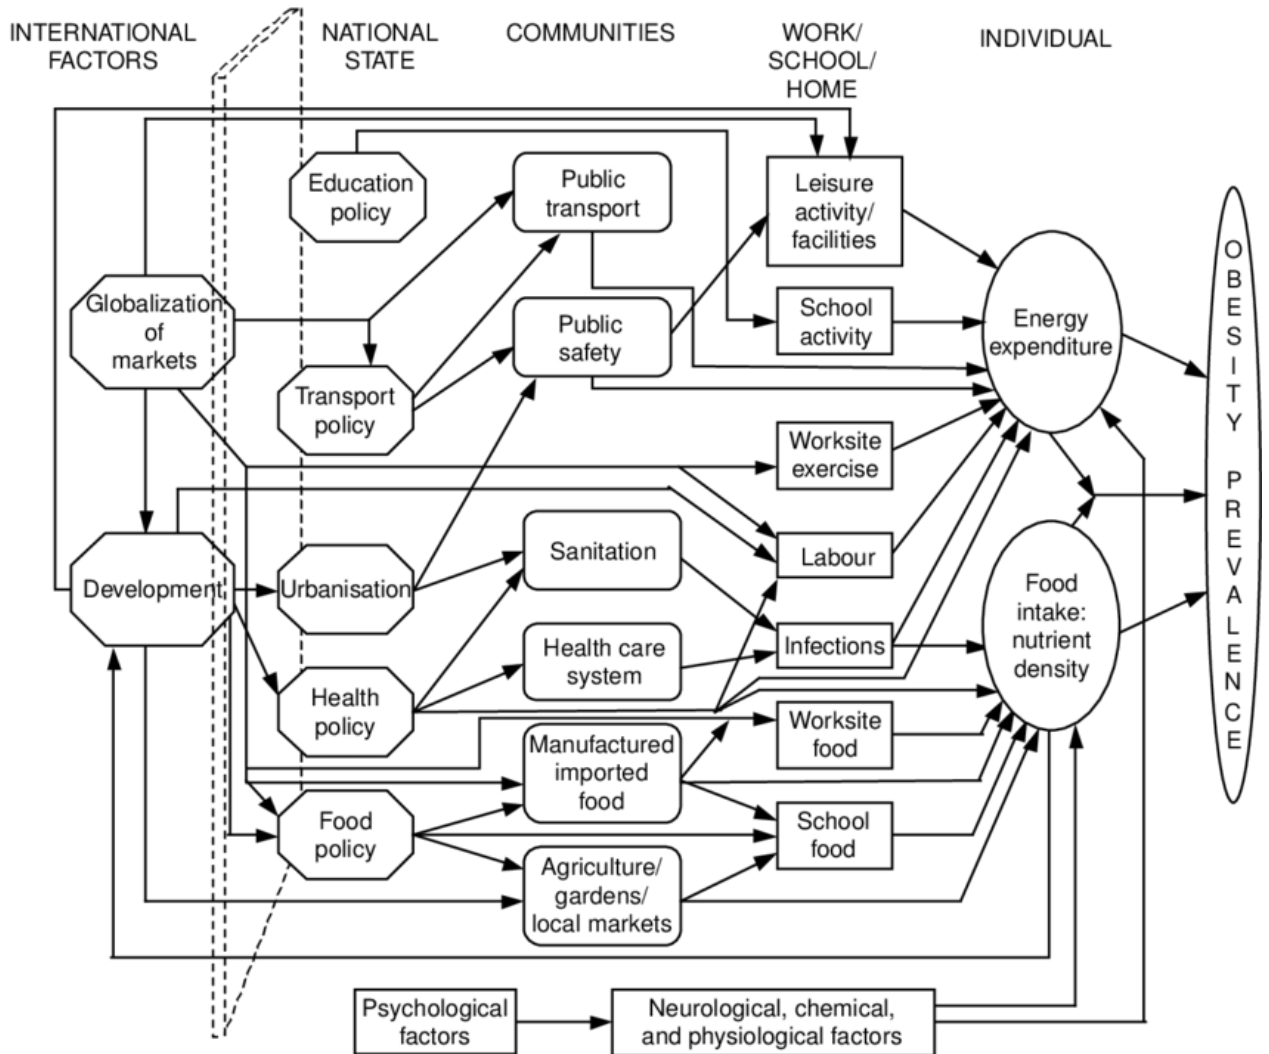 INTERNATIONAL
FACTORS
NATIONAL
STATE
COMMUNITIES
WORK/
SCHOOL/
HOME
INDIVIDUAL
Education
policy
Public
transport
Leisure
activity/
facilities
Globalization
of
markets
Public
safety
School
activity
Energy
expenditure
Transport
policy
Worksite
exercise
Development
Urbanisation
Sanitation
Labour
Food
intake:
nutrient
density
Health care
system
Infections
Health
policy
Manufactured
imported
food
Worksite
food
Food
policy
School
food
Agriculture/
gardens/
local markets
Psychological
factors
Neurological, chemical,
and physiological factors
OBESITY PREVALENCE